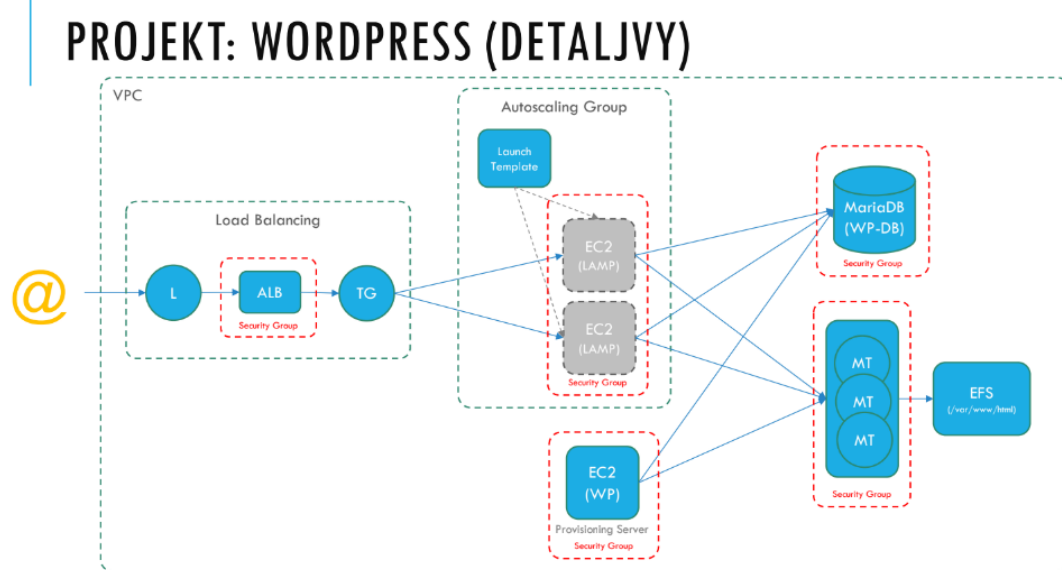 PROJEKT: WORDPRESS (DETALJVY)
VPC
Autoscaling Group
Launch
Template
Load Balancing
@
L
ALB
Security Group
TG
EC2
(LAMP)
EC2
(LAMP)
Security Group
MariaDB
(WP-DB)
Security Group
MT
MT
MT
Security Group
EFS
(/var/www/html)
EC2
(WP)
Provisioning Server
Security Group